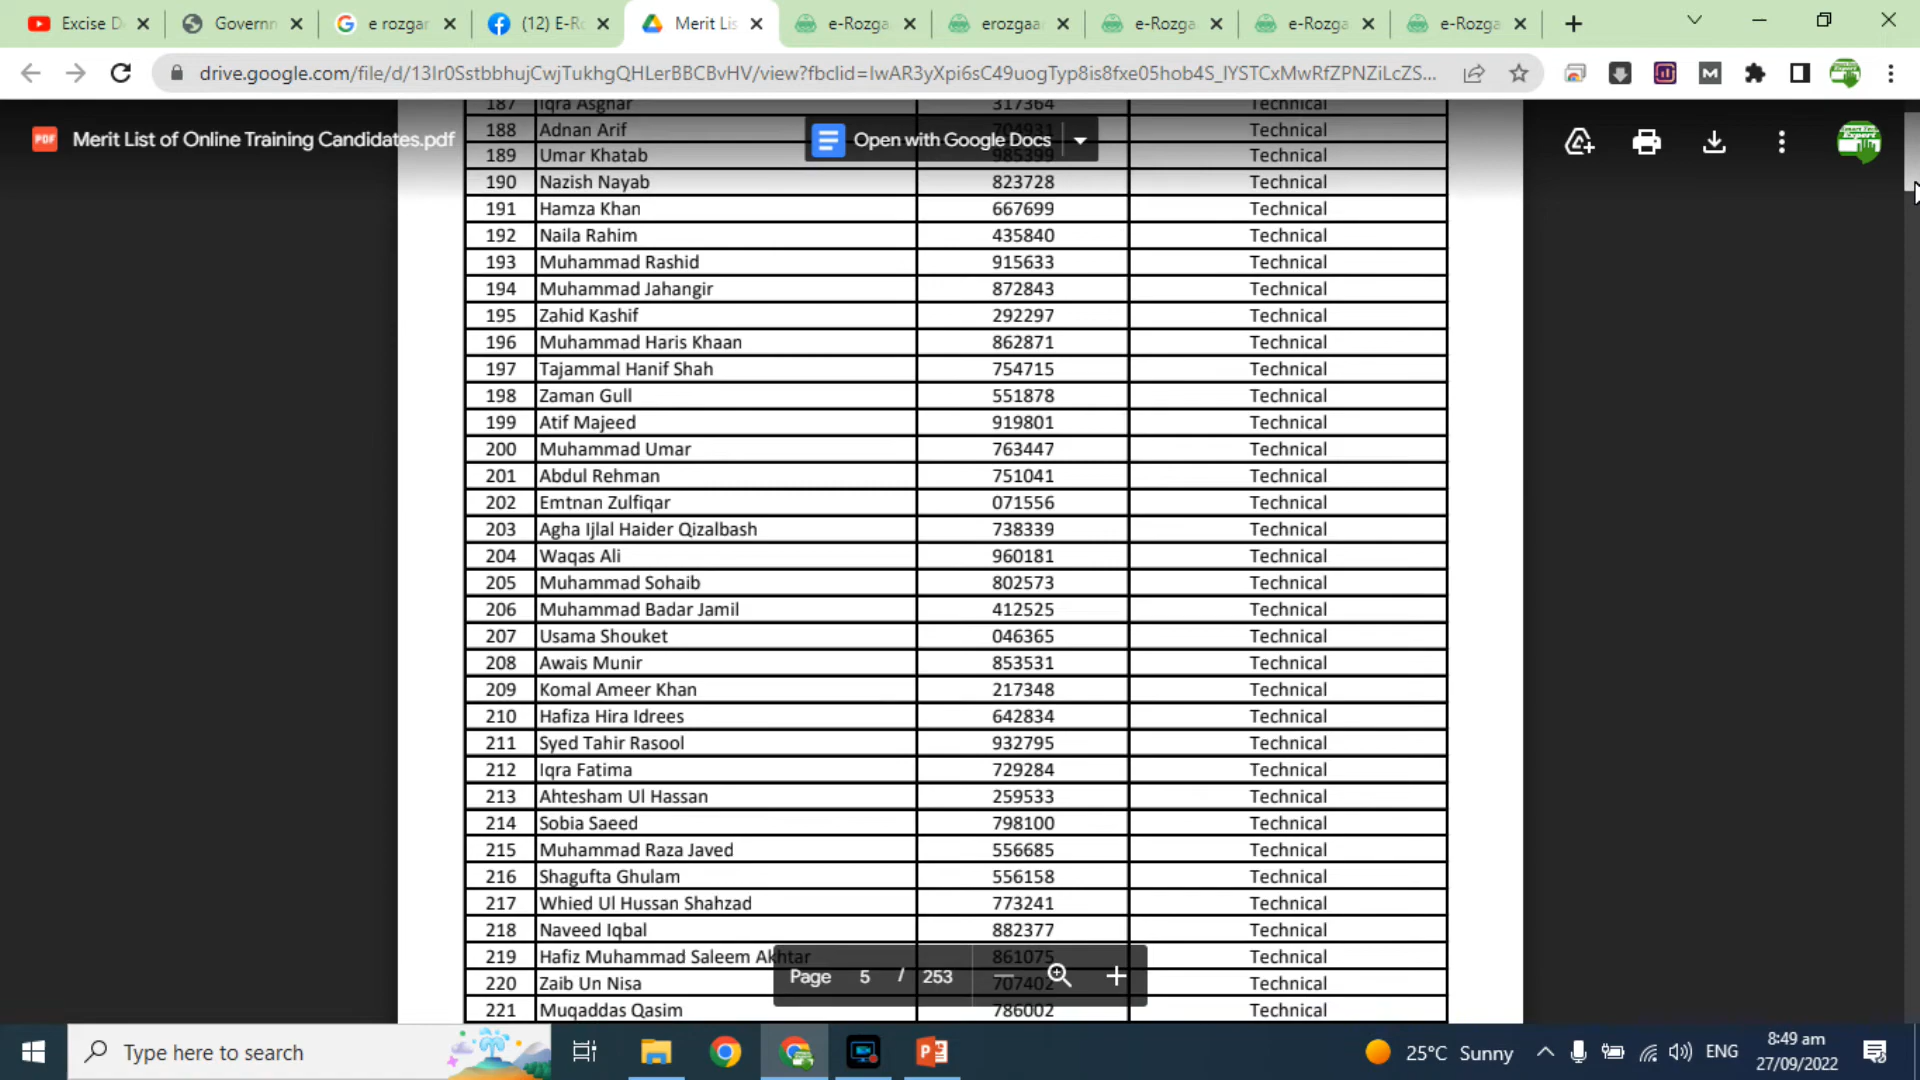 Excise D
Governm
e rozgar
(12) E-R
Merit Lis
e-Rozga
erozgaa
e-Rozga
e-Rozga
e-Rozga
drive.google.com/file/d/13Ir0SstbbhujCwjTukhgQHLerBBCBvHV/view?fbclid=IwAR3yXpi6sC49uogTyp8is8fxe05hob4S_IYSTCxMwRfZPNZiLcZS...
187 Iqra Asghar 317364 Technical
PDF Merit List of Online Training Candidates.pdf
Open with Google Docs
188 Adnan Arif 704931 Technical
189 Umar Khatab 985399 Technical
190 Nazish Nayab 823728 Technical
191 Hamza Khan 667699 Technical
192 Naila Rahim 435840 Technical
193 Muhammad Rashid 915633 Technical
194 Muhammad Jahangir 872843 Technical
195 Zahid Kashif 292297 Technical
196 Muhammad Haris Khaan 862871 Technical
197 Tajammal Hanif Shah 754715 Technical
198 Zaman Gull 551878 Technical
199 Atif Majeed 919801 Technical
200 Muhammad Umar 763447 Technical
201 Abdul Rehman 751041 Technical
202 Emtnan Zulfiqar 071556 Technical
203 Agha Ijlal Haider Qizalbash 738339 Technical
204 Waqas Ali 960181 Technical
205 Muhammad Sohaib 802573 Technical
206 Muhammad Badar Jamil 412525 Technical
207 Usama Shouket 046365 Technical
208 Awais Munir 853531 Technical
209 Komal Ameer Khan 217348 Technical
210 Hafiza Hira Idrees 642834 Technical
211 Syed Tahir Rasool 932795 Technical
212 Iqra Fatima 729284 Technical
213 Ahtesham Ul Hassan 259533 Technical
214 Sobia Saeed 798100 Technical
215 Muhammad Raza Javed 556685 Technical
216 Shagufta Ghulam 556158 Technical
217 Whied Ul Hussan Shahzad 773241 Technical
218 Naveed Iqbal 882377 Technical
219 Hafiz Muhammad Saleem Akhtar 861075 Technical
Page 5 / 253
220 Zaib Un Nisa 707402 Technical
221 Muqaddas Qasim 786002 Technical
Type here to search
25°C Sunny
ENG
8:49 am
27/09/2022